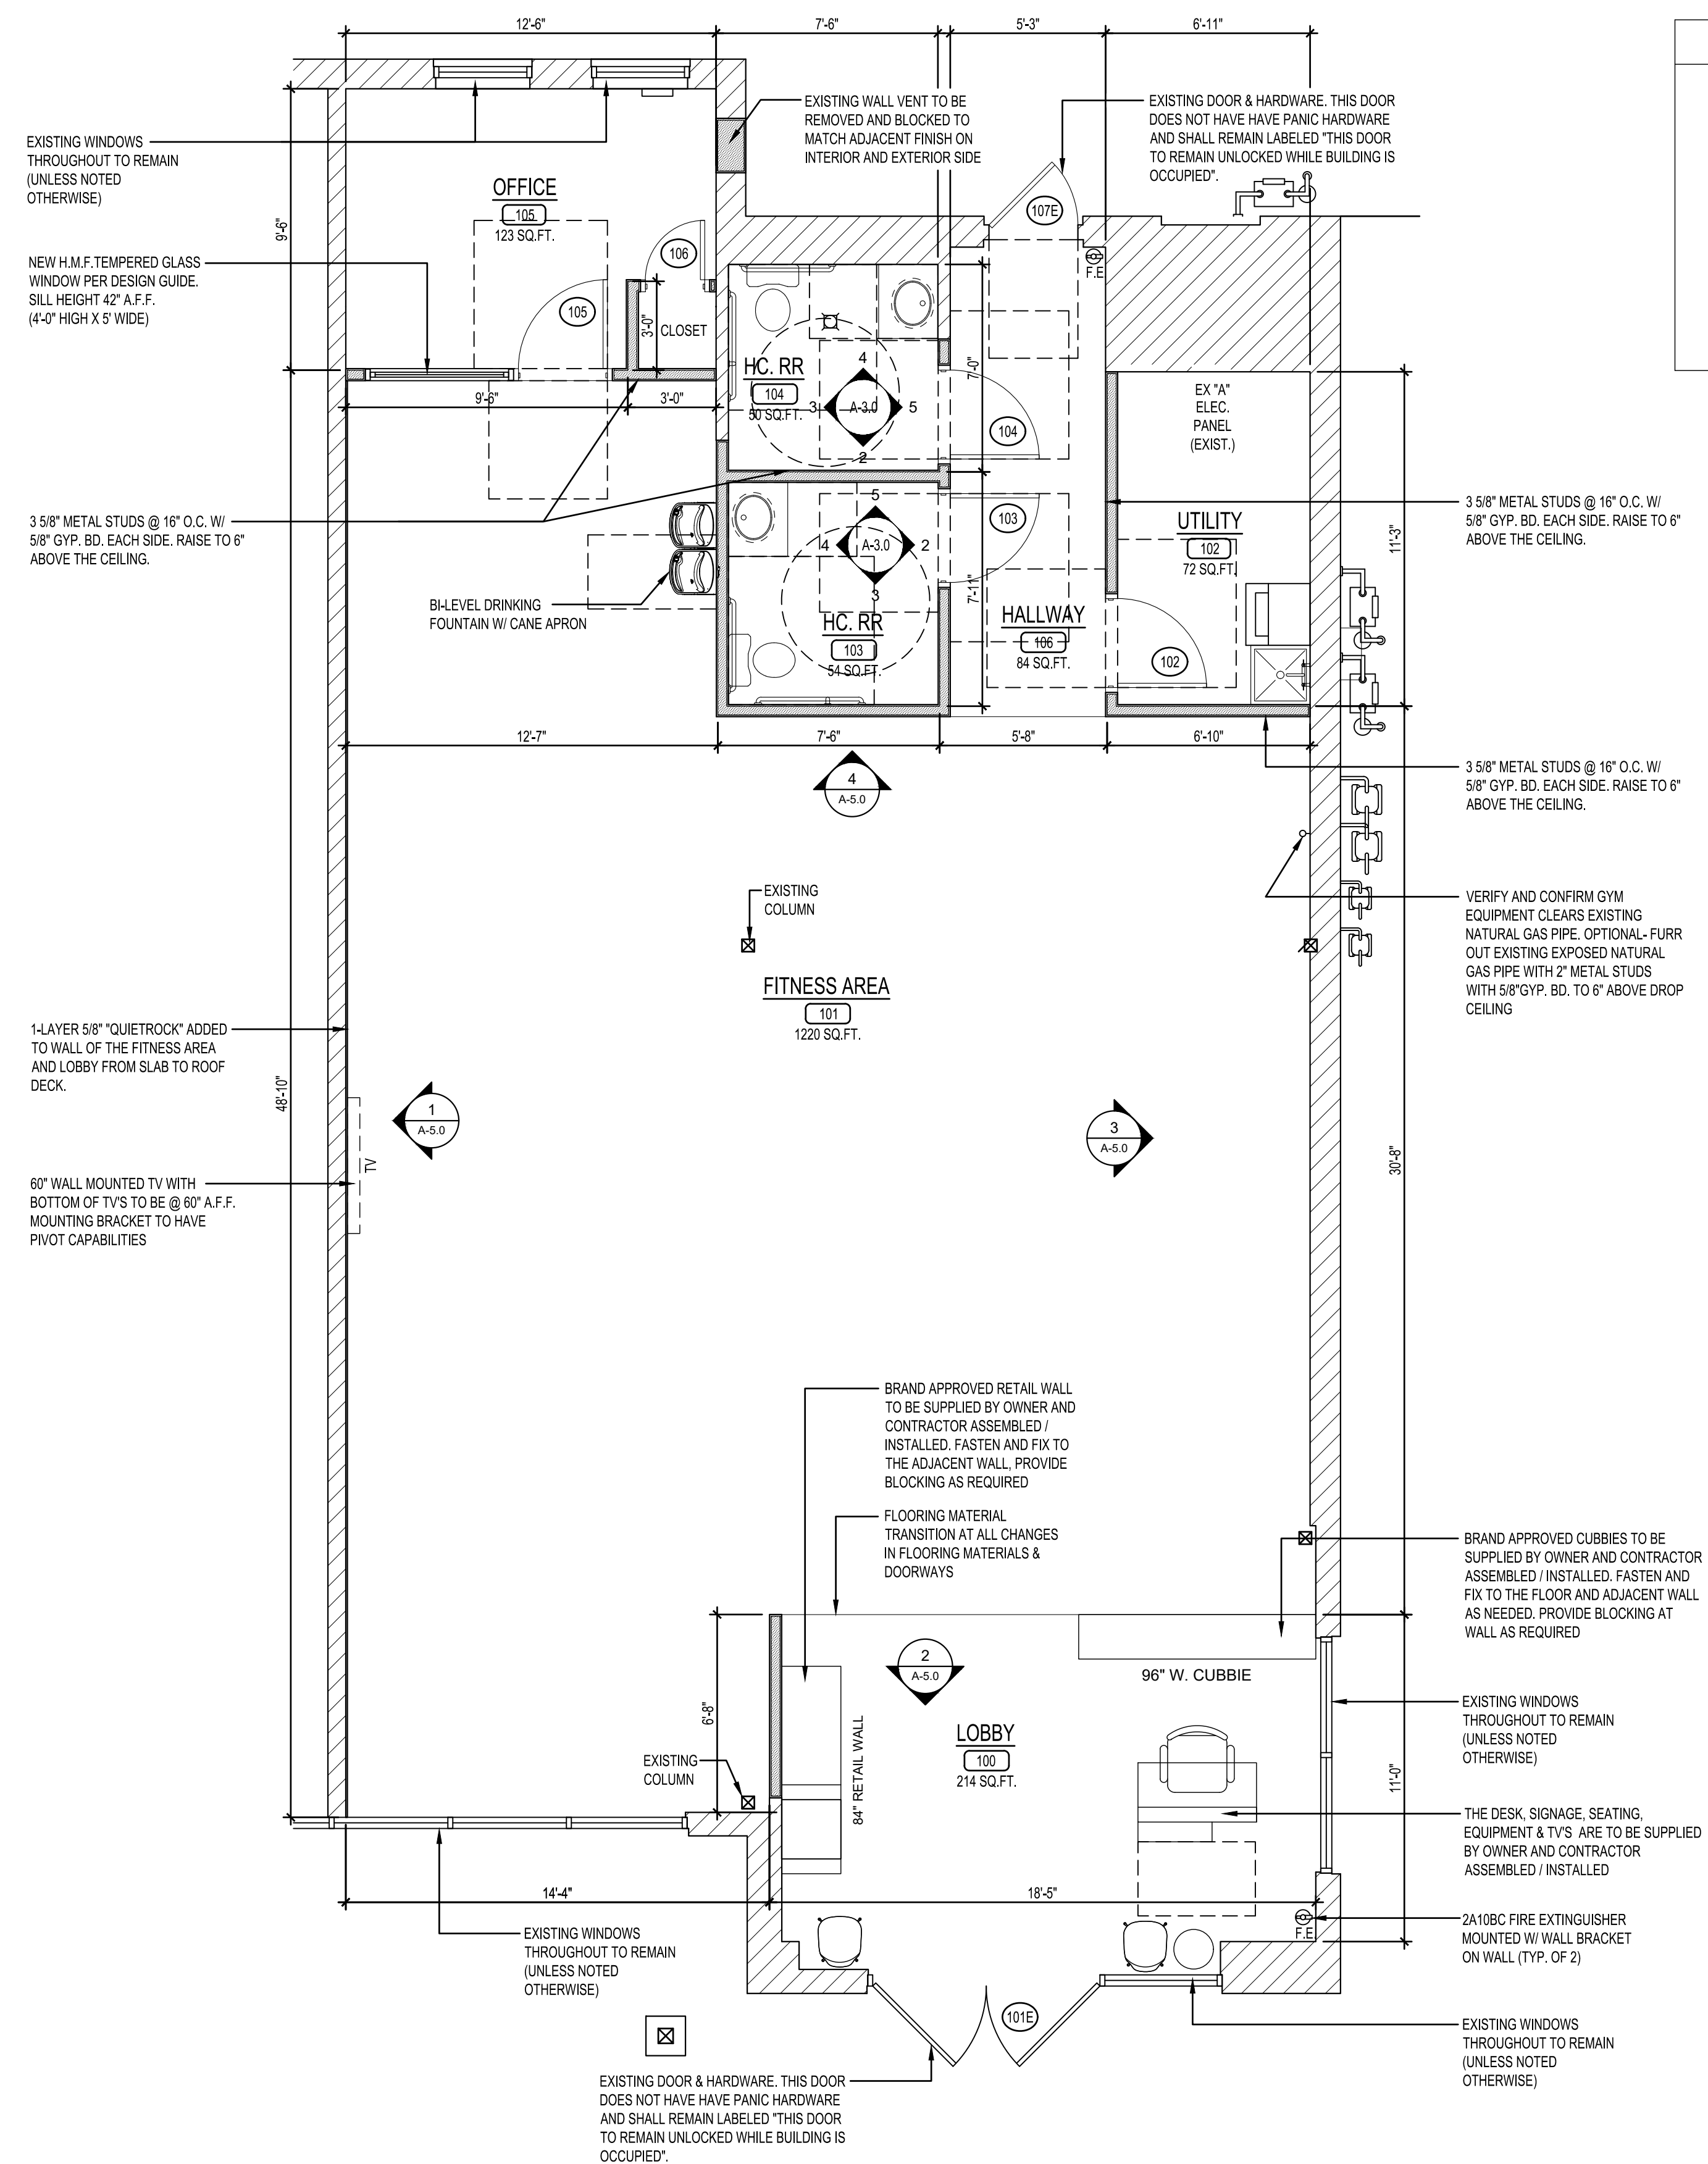 12'-6"
7'-6"
5'-3"
6'-11"
EXISTING WINDOWS
THROUGHOUT TO REMAIN
(UNLESS NOTED
OTHERWISE)
EXISTING WALL VENT TO BE
REMOVED AND BLOCKED TO
MATCH ADJACENT FINISH ON
INTERIOR AND EXTERIOR SIDE
EXISTING DOOR & HARDWARE. THIS DOOR
DOES NOT HAVE HAVE PANIC HARDWARE
AND SHALL REMAIN LABELED "THIS DOOR
TO REMAIN UNLOCKED WHILE BUILDING IS
OCCUPIED".
OFFICE
105
123 SQ.FT.
107E
F.E
9'-6"
106
NEW H.M.F.TEMPERED GLASS
WINDOW PER DESIGN GUIDE.
SILL HEIGHT 42" A.F.F.
(4'-0" HIGH X 5' WIDE)
105
3'-0"
CLOSET
HC. RR
104
50 SQ.FT.
4
3
A-3.0
5
2
7'-0"
104
EX "A"
ELEC.
PANEL
(EXIST.)
9'-6"
3'-0"
3 5/8" METAL STUDS @ 16" O.C. W/
5/8" GYP. BD. EACH SIDE. RAISE TO 6"
ABOVE THE CEILING.
5
4
A-3.0
2
3
103
UTILITY
102
72 SQ.FT.
11'-3"
3 5/8" METAL STUDS @ 16" O.C. W/
5/8" GYP. BD. EACH SIDE. RAISE TO 6"
ABOVE THE CEILING.
BI-LEVEL DRINKING
FOUNTAIN W/ CANE APRON
7'-11"
HC. RR
103
54 SQ.FT.
HALLWAY
106
84 SQ.FT.
102
12'-7"
7'-6"
5'-8"
6'-10"
3 5/8" METAL STUDS @ 16" O.C. W/
5/8" GYP. BD. EACH SIDE. RAISE TO 6"
ABOVE THE CEILING.
4
A-5.0
EXISTING
COLUMN
VERIFY AND CONFIRM GYM
EQUIPMENT CLEARS EXISTING
NATURAL GAS PIPE. OPTIONAL- FURR
OUT EXISTING EXPOSED NATURAL
GAS PIPE WITH 2" METAL STUDS
WITH 5/8"GYP. BD. TO 6" ABOVE DROP
CEILING
FITNESS AREA
101
1220 SQ.FT.
1-LAYER 5/8" "QUIETROCK" ADDED
TO WALL OF THE FITNESS AREA
AND LOBBY FROM SLAB TO ROOF
DECK.
48'-10"
1
A-5.0
3
A-5.0
30'-8"
TV
60" WALL MOUNTED TV WITH
BOTTOM OF TV'S TO BE @ 60" A.F.F.
MOUNTING BRACKET TO HAVE
PIVOT CAPABILITIES
BRAND APPROVED RETAIL WALL
TO BE SUPPLIED BY OWNER AND
CONTRACTOR ASSEMBLED /
INSTALLED. FASTEN AND FIX TO
THE ADJACENT WALL, PROVIDE
BLOCKING AS REQUIRED
FLOORING MATERIAL
TRANSITION AT ALL CHANGES
IN FLOORING MATERIALS &
DOORWAYS
BRAND APPROVED CUBBIES TO BE
SUPPLIED BY OWNER AND CONTRACTOR
ASSEMBLED / INSTALLED. FASTEN AND
FIX TO THE FLOOR AND ADJACENT WALL
AS NEEDED. PROVIDE BLOCKING AT
WALL AS REQUIRED
2
A-5.0
96" W. CUBBIE
6'-8"
84" RETAIL WALL
LOBBY
100
214 SQ.FT.
EXISTING WINDOWS
THROUGHOUT TO REMAIN
(UNLESS NOTED
OTHERWISE)
EXISTING
COLUMN
11'-0"
THE DESK, SIGNAGE, SEATING,
EQUIPMENT & TV'S ARE TO BE SUPPLIED
BY OWNER AND CONTRACTOR
ASSEMBLED / INSTALLED
14'-4"
18'-5"
F.E
2A10BC FIRE EXTINGUISHER
MOUNTED W/ WALL BRACKET
ON WALL (TYP. OF 2)
EXISTING WINDOWS
THROUGHOUT TO REMAIN
(UNLESS NOTED
OTHERWISE)
101E
EXISTING WINDOWS
THROUGHOUT TO REMAIN
(UNLESS NOTED
OTHERWISE)
EXISTING DOOR & HARDWARE. THIS DOOR
DOES NOT HAVE HAVE PANIC HARDWARE
AND SHALL REMAIN LABELED "THIS DOOR
TO REMAIN UNLOCKED WHILE BUILDING IS
OCCUPIED".